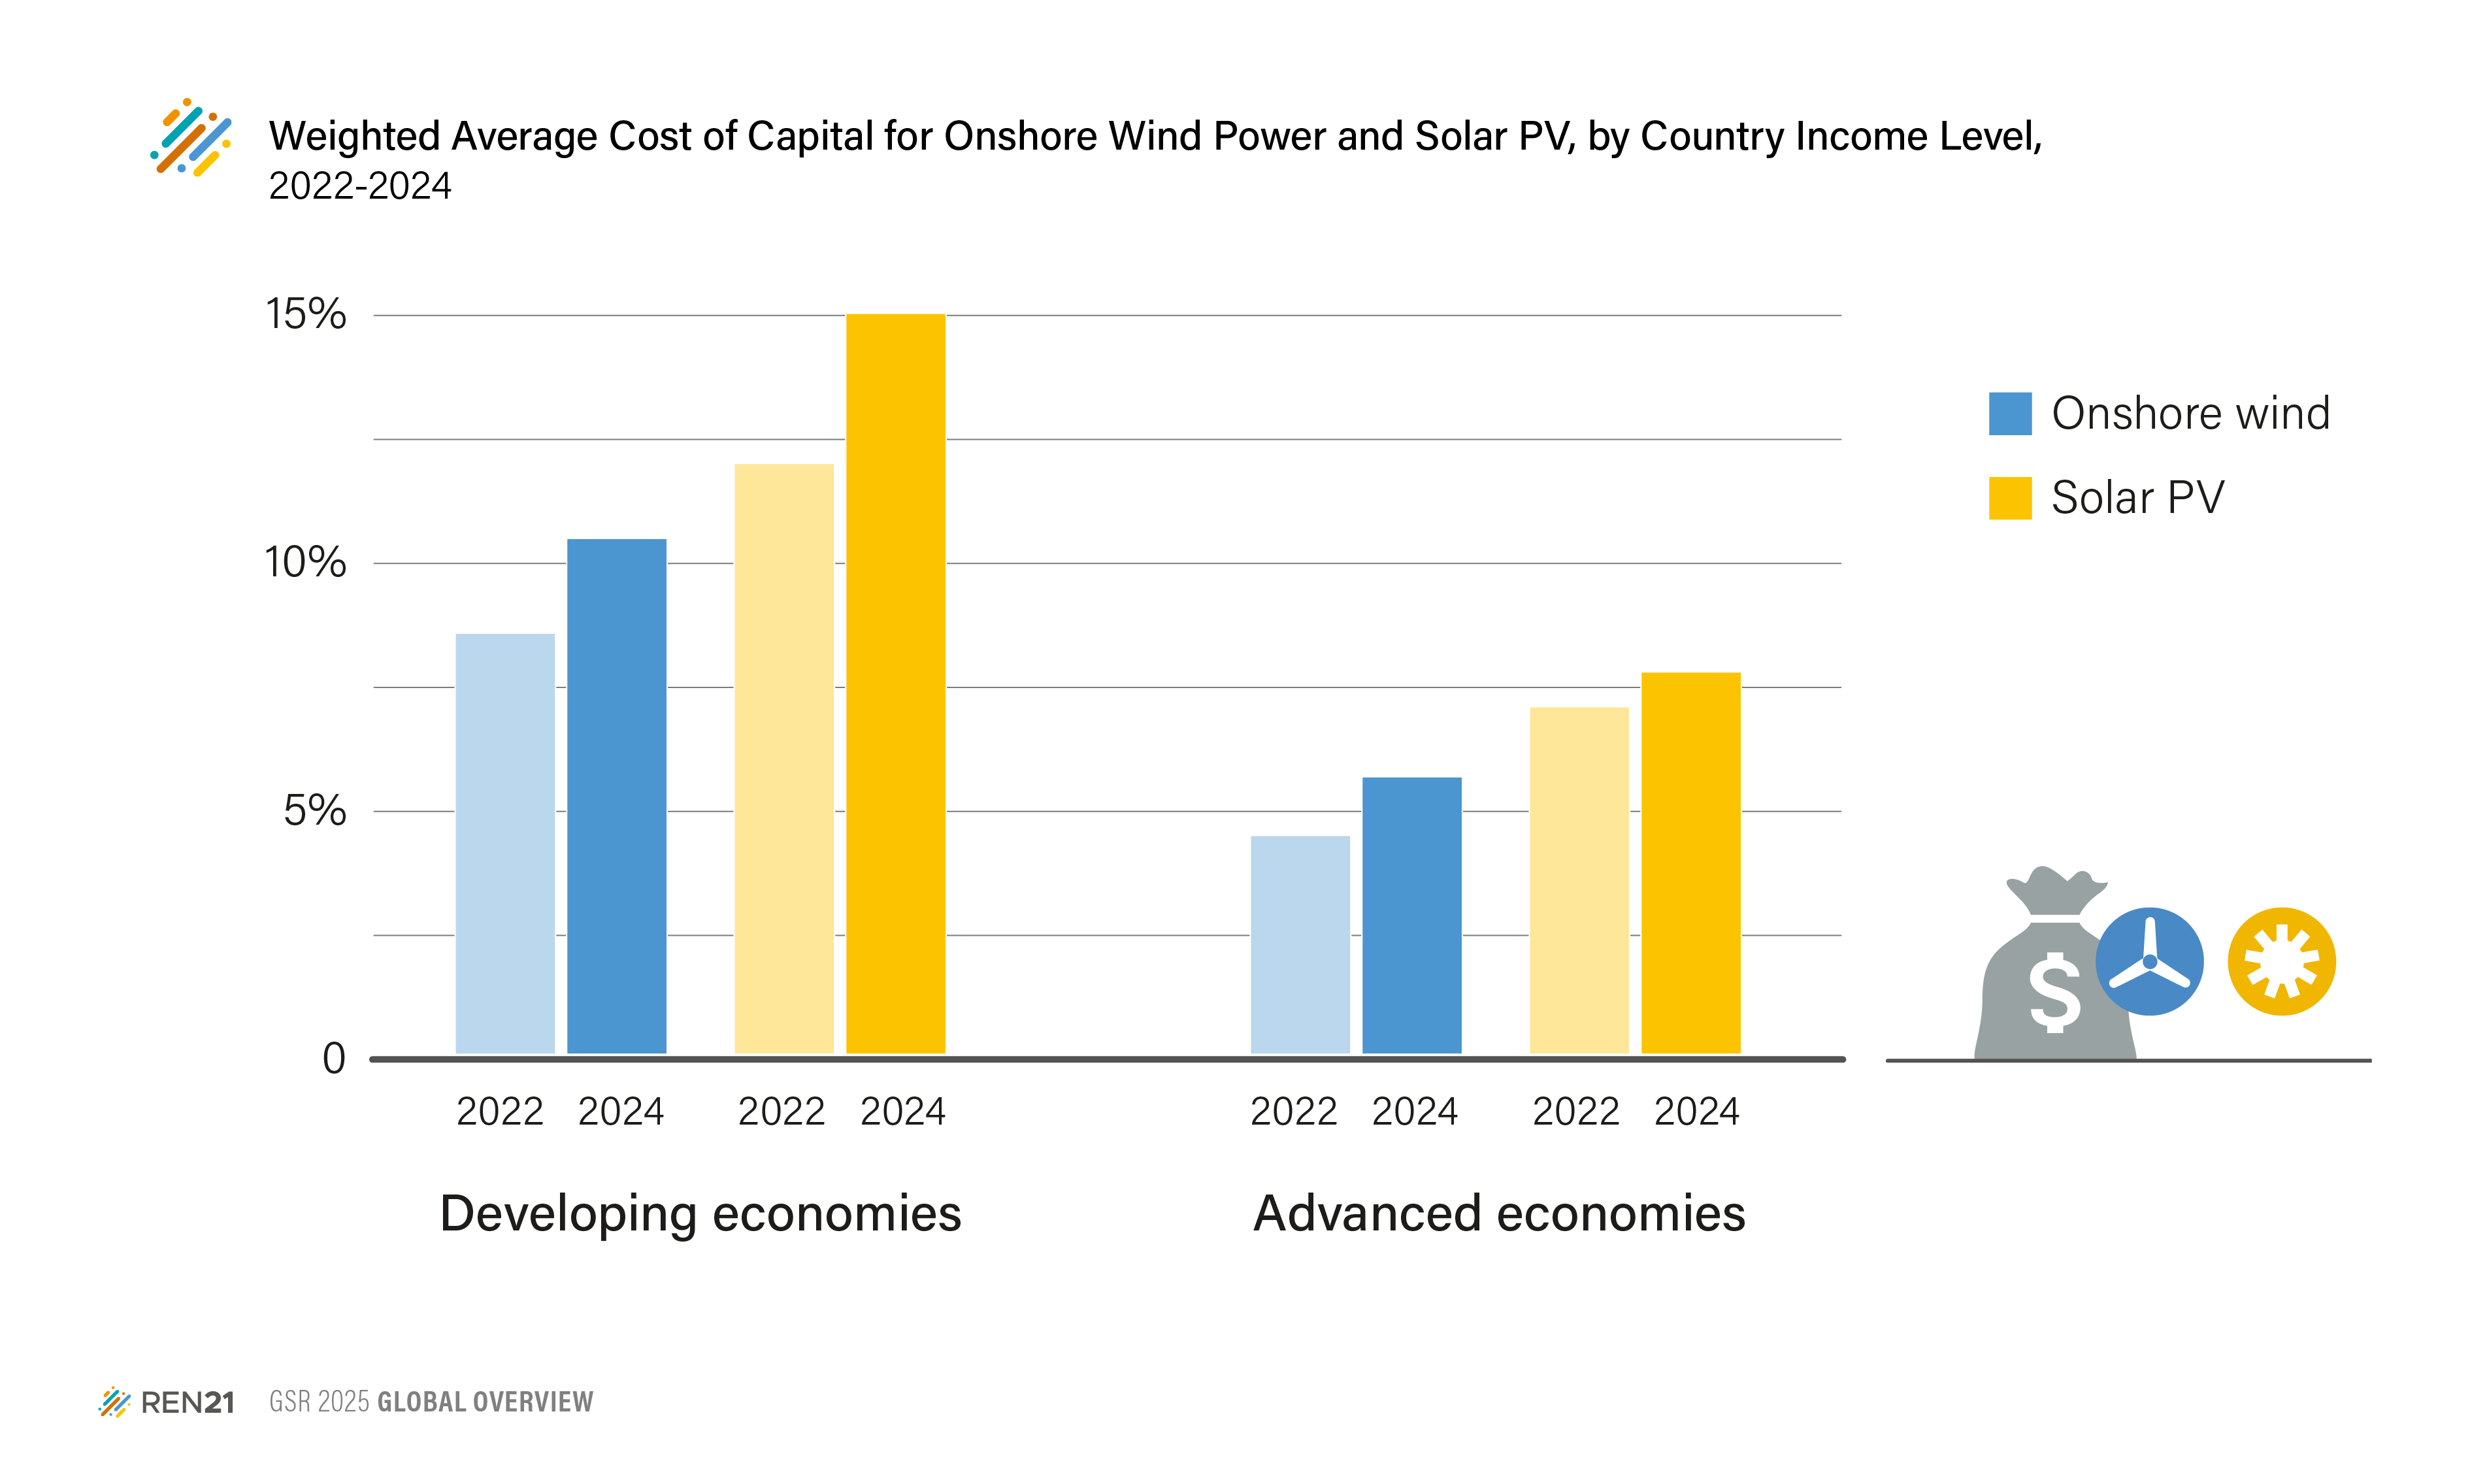 Weighted Average Cost of Capital for Onshore Wind Power and Solar PV, by Country Income Level,
2022-2024
15%
10%
5%
0
Onshore wind
Solar PV
$
2022 2024 2022 2024 2022 2024 2022 2024
Developing economies Advanced economies
REN21 GSR 2025 GLOBAL OVERVIEW